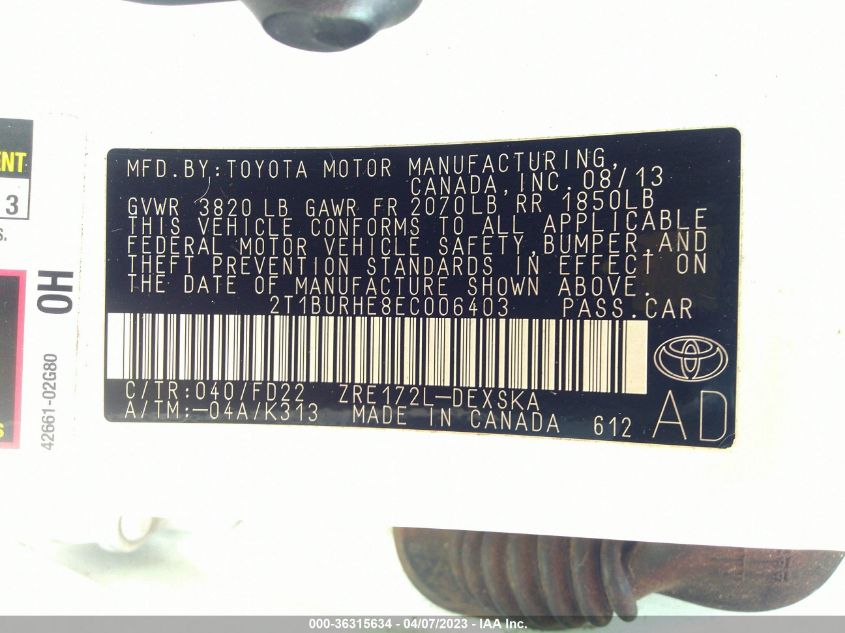 MFD.BY:TOYOTA MOTOR MANUFACTURING,
CANADA,INC.08/13
GVWR 3820 LB GAWR FR 2070LB RR 1850LB
THIS VEHICLE CONFORMS TO ALL APPLICABLE
FEDERAL MOTOR VEHICLE SAFETY,BUMPER,AND
THEFT PREVENTION STANDARDS IN EFFECT ON
THE DATE OF MANUFACTURE SHOWN ABOVE.
2T1BURHE8EC006403 PASS.CAR
C/TR:040/FD22 ZRE172L-DEXSKA
A/TM:-04A/K313 MADE IN CANADA 612
AD
ENT
3
S.
OH
42661-02G80
s
000-36315634 - 04/07/2023 - IAA Inc.